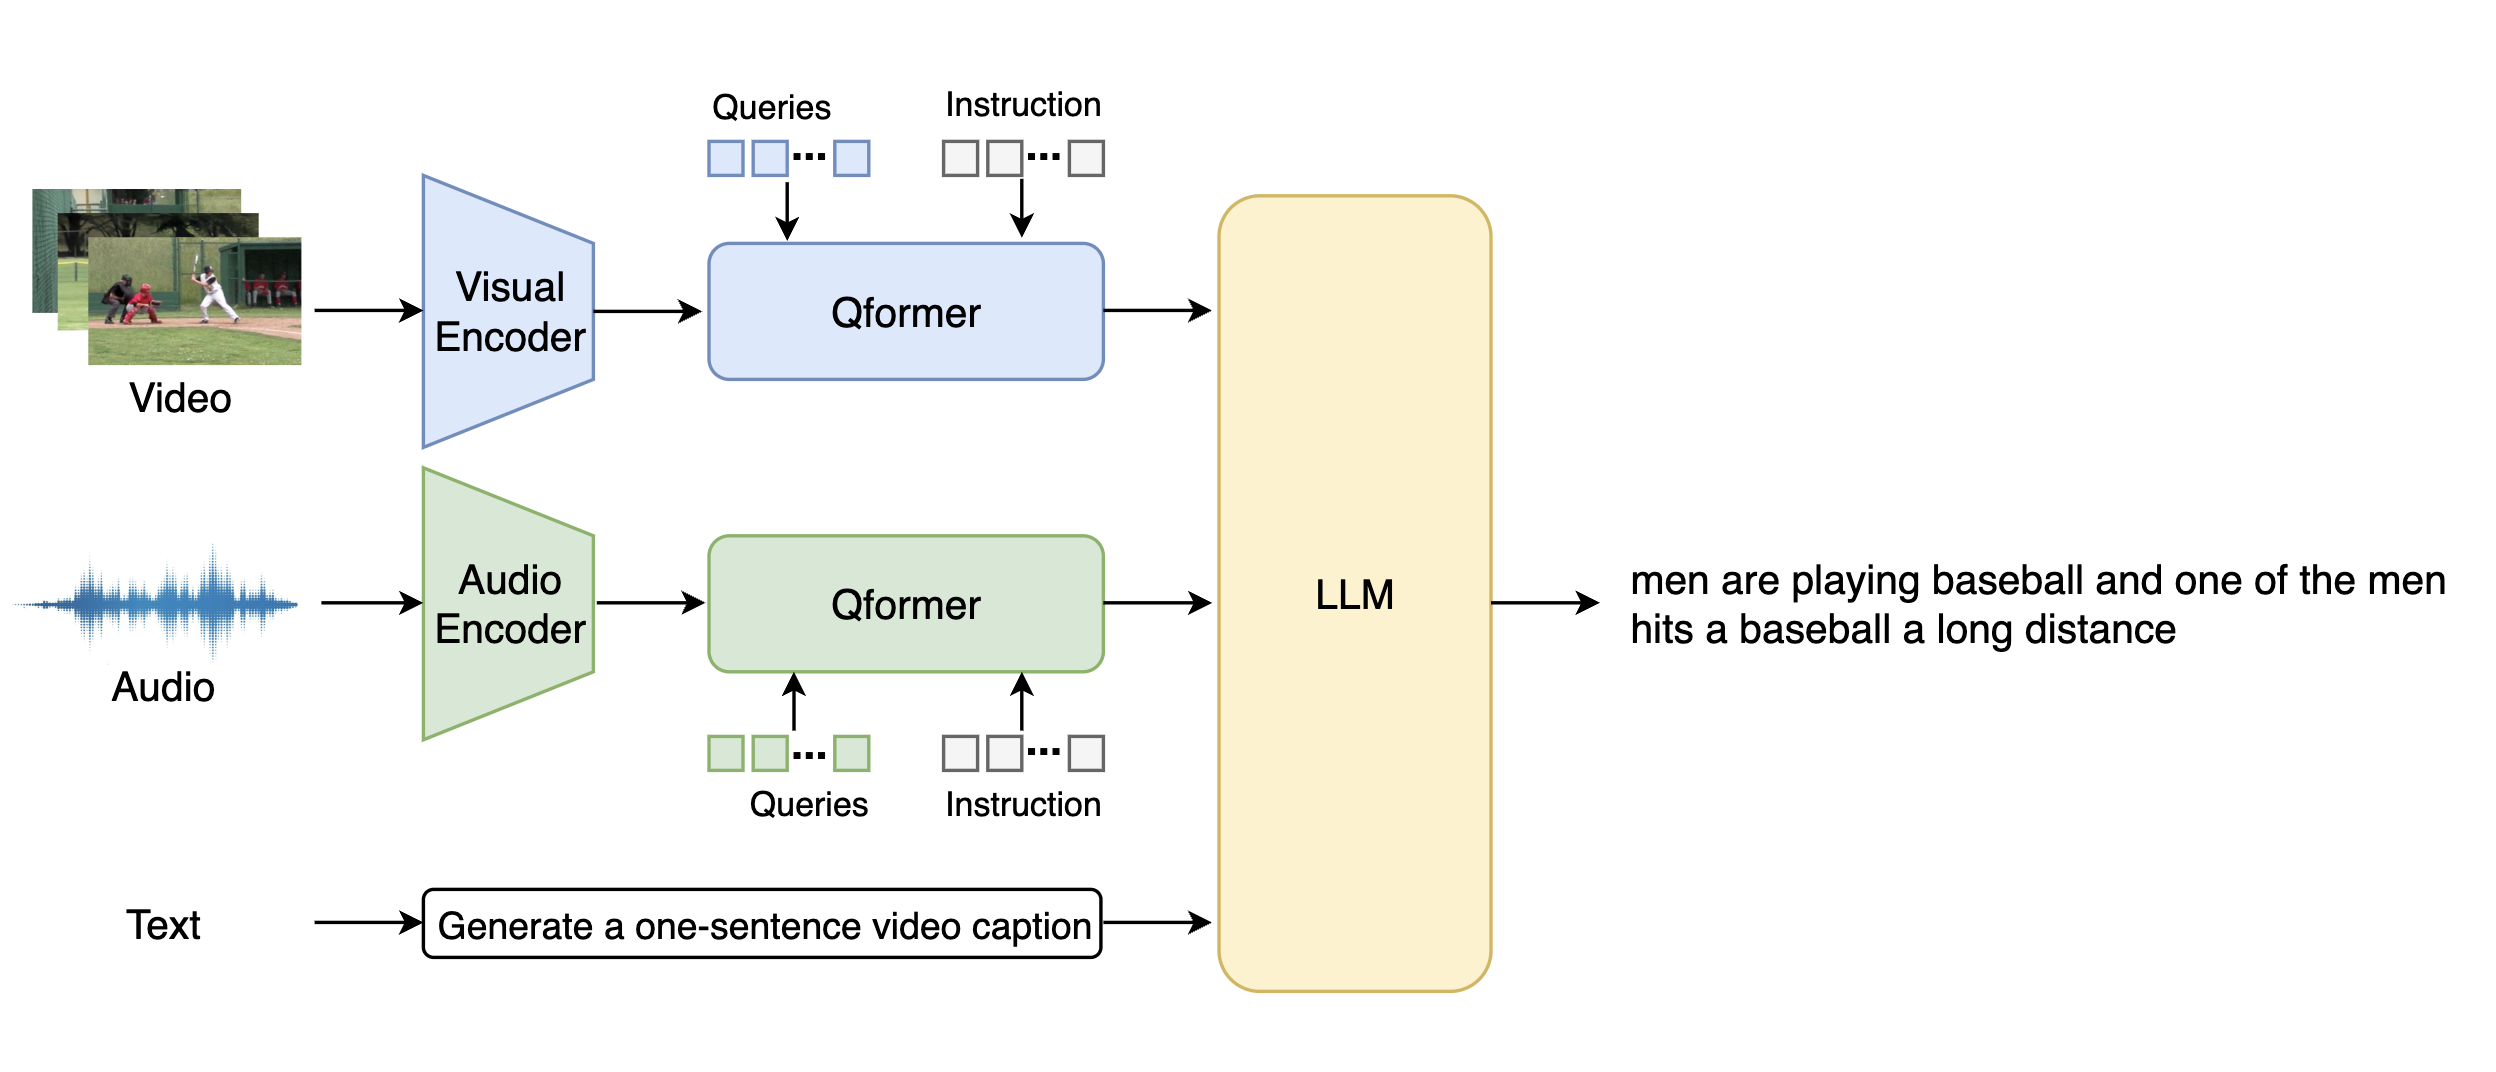 Queries
Instruction
Visual
Encoder
Qformer
Video
Audio
Encoder
Qformer
Audio
Queries
Instruction
LLM
men are playing baseball and one of the men
hits a baseball a long distance
Text
Generate a one-sentence video caption